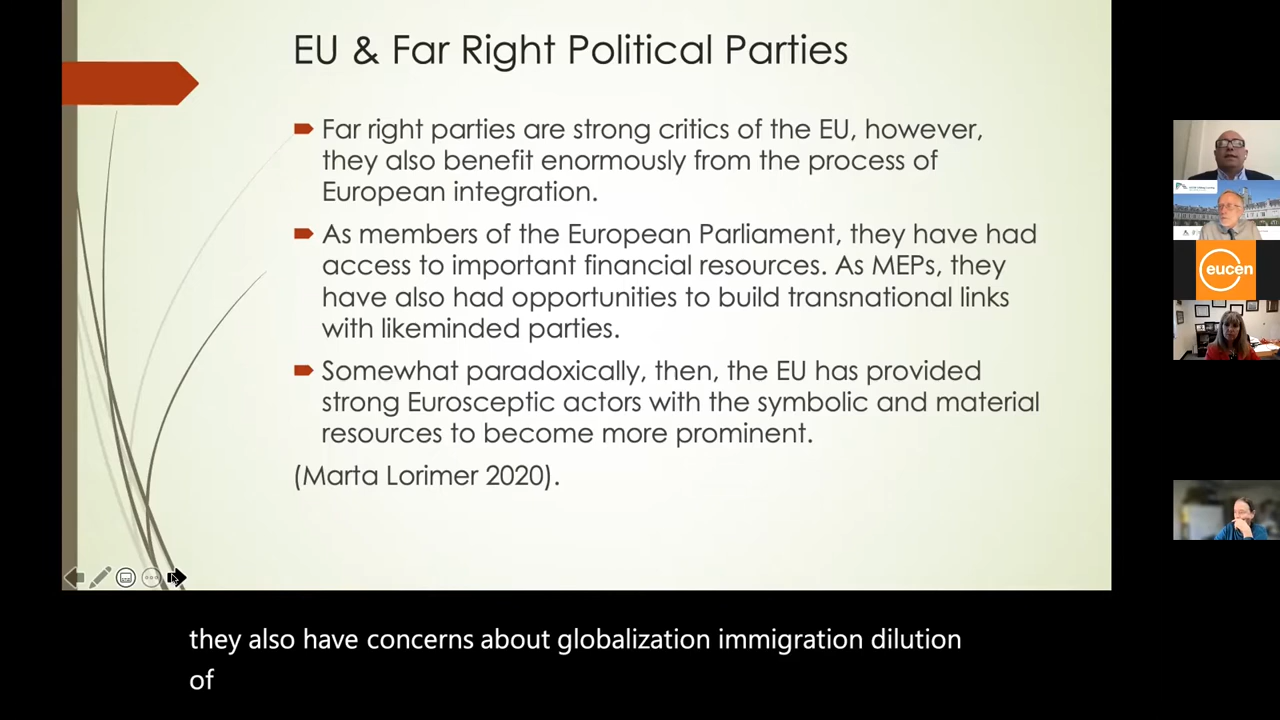 EU & Far Right Political Parties
Far right parties are strong critics of the EU, however,
they also benefit enormously from the process of
European integration.
As members of the European Parliament, they have had
access to important financial resources. As MEPs, they
have also had opportunities to build transnational links
with likeminded parties.
Somewhat paradoxically, then, the EU has provided
strong Eurosceptic actors with the symbolic and material
resources to become more prominent.
(Marta Lorimer 2020).
eucen
they also have concerns about globalization immigration dilution
of